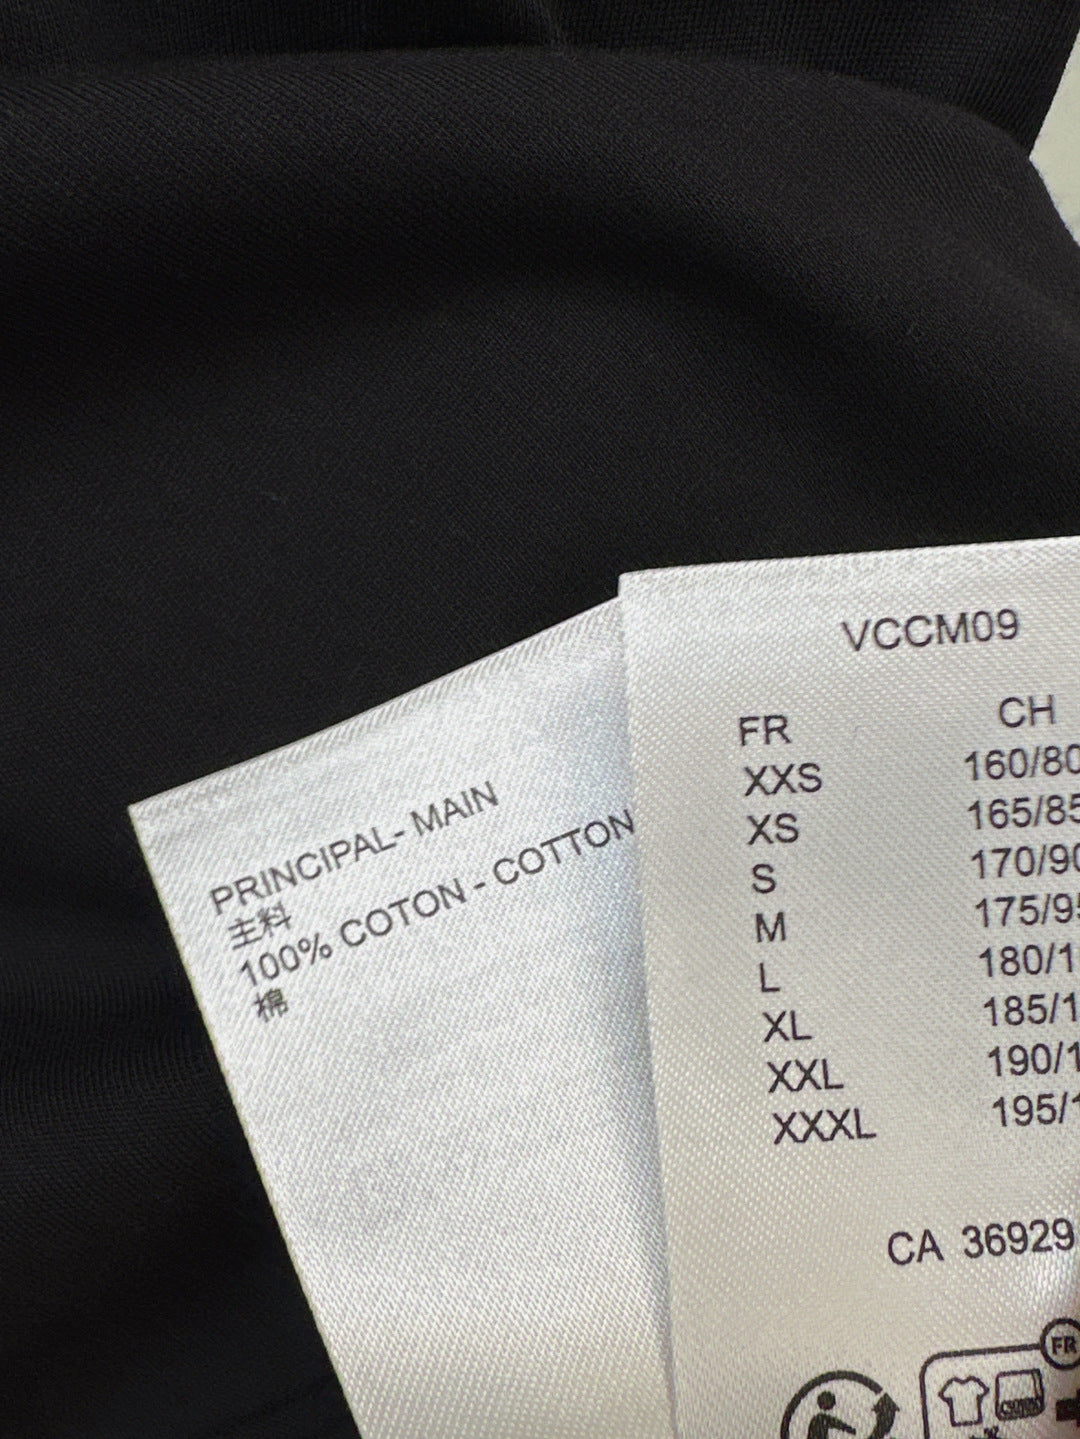 PRINCIPAL- MAIN
主料
100% COTON - COTTON
棉
VCCM09
FR CH
XXS 160/80
XS 165/85
S 170/90
M 175/95
L 180/1
XL 185/1
XXL 190/1
XXXL 195/1
CA 36929
FR